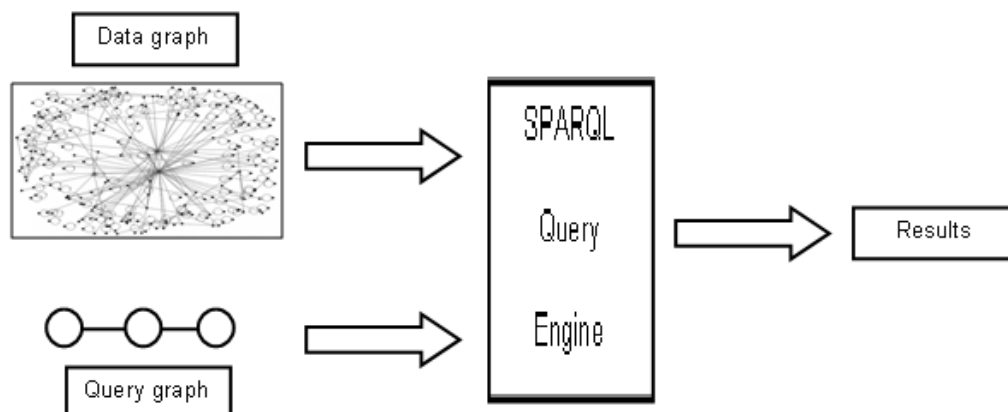 Data graph
SPARQL
Query
Engine
Results
Query graph